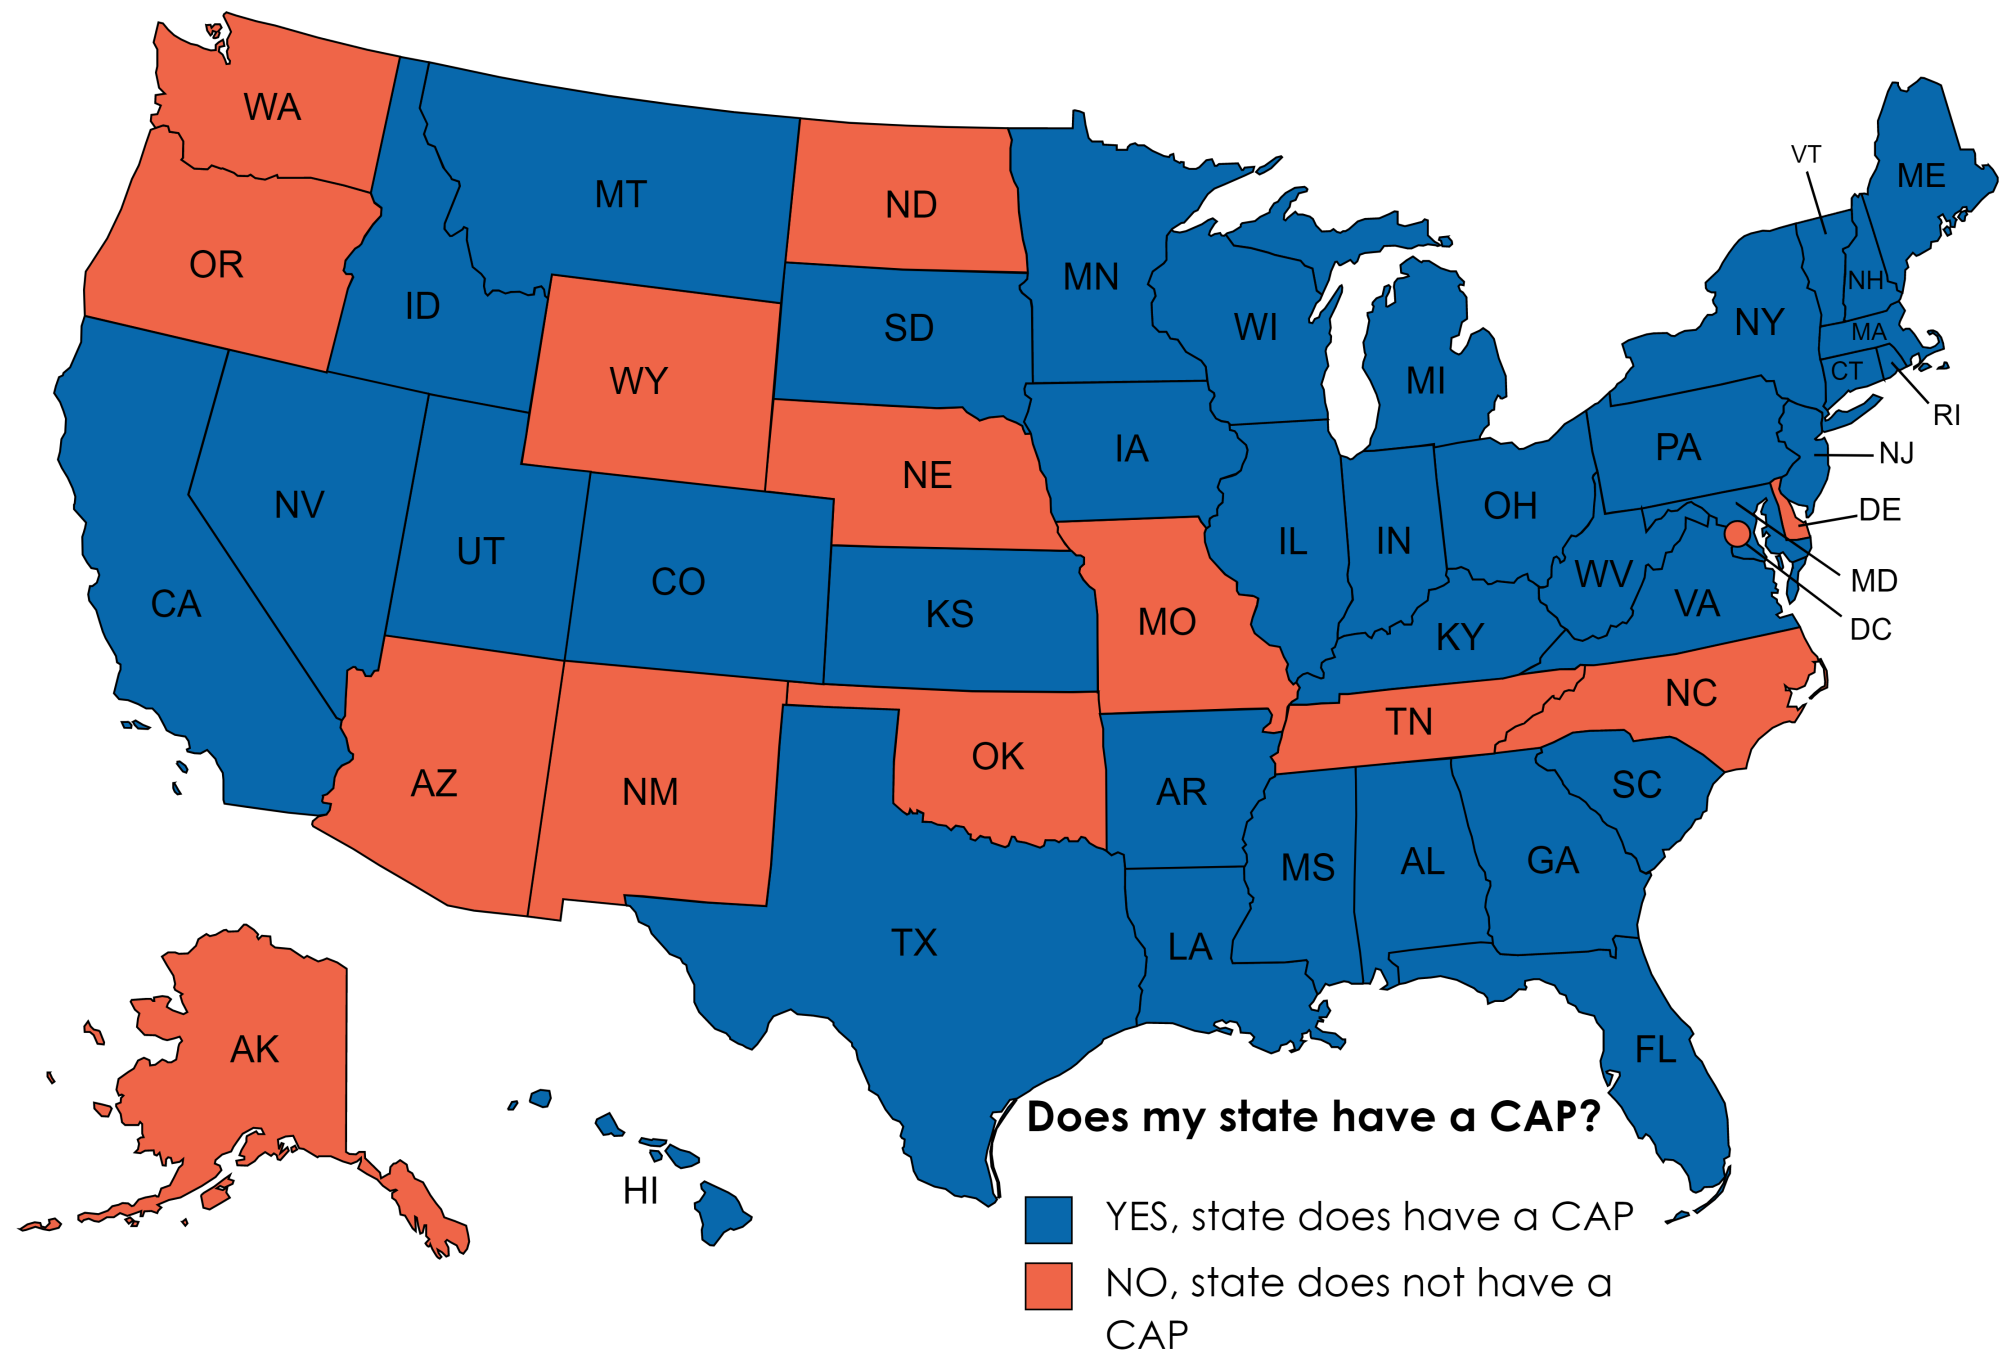 WA
MT
ND
VT
ME
OR
ID
MN
SD
WI
NH
NY
MA
WY
MI
CT
RI
IA
PA
NJ
NE
NV
OH
DE
UT
IL
IN
CO
WV
MD
CA
VA
KS
MO
DC
KY
NC
TN
OK
AZ
NM
AR
SC
MS
AL
GA
TX
LA
AK
FL
HI
Does my state have a CAP?
YES, state does have a CAP
NO, state does not have a
CAP